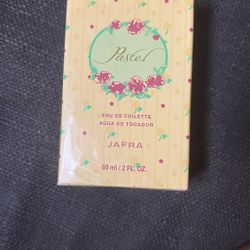 Pastel
EAU DE TOILETTE
AGUA DE TOCADOR
JAFRA
60 ml / 2 FL. OZ.